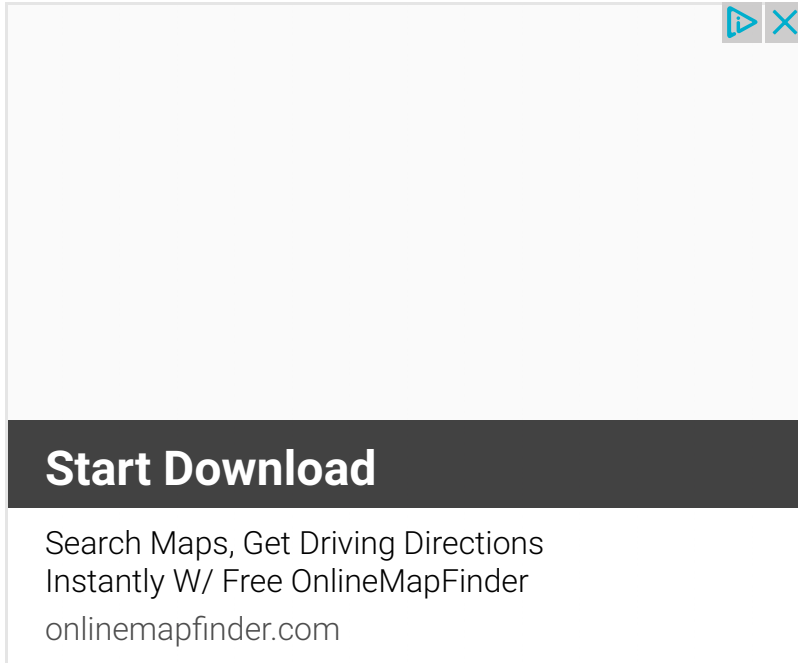 Start Download
Search Maps, Get Driving Directions
Instantly W/ Free OnlineMapFinder
onlinemapfinder.com